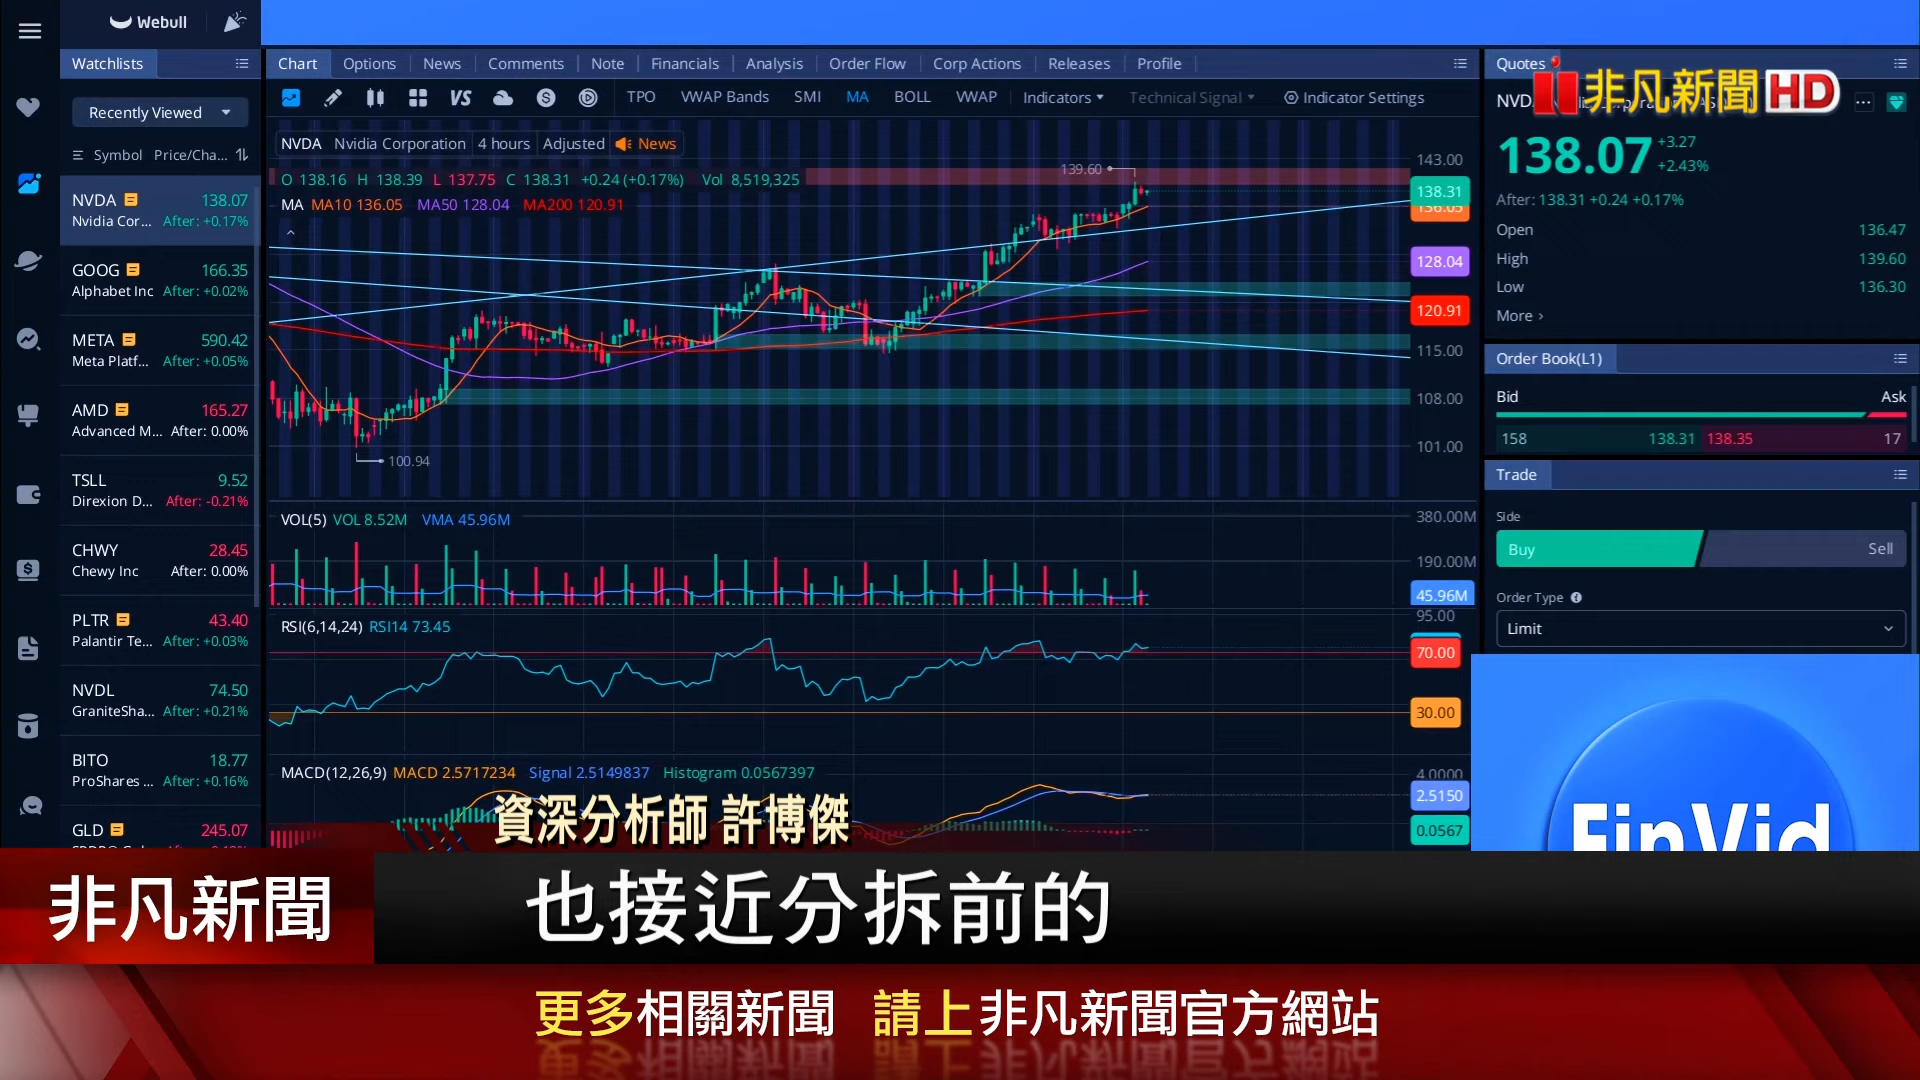 Webull
Watchlists
Recently Viewed
Symbol Price/Cha...
NVDA 138.07
Nvidia Cor... After: +0.17%
GOOG 166.35
Alphabet Inc After: +0.02%
META 590.42
Meta Platf... After: +0.05%
AMD 165.27
Advanced M... After: 0.00%
TSLL 9.52
Direxion D... After: -0.21%
CHWY 28.45
Chewy Inc After: 0.00%
PLTR 43.40
Palantir Te... After: +0.03%
NVDL 74.50
GraniteSha... After: +0.21%
BITO 18.77
ProShares ... After: +0.16%
GLD 245.07
Chart Options News Comments Note Financials Analysis Order Flow Corp Actions Releases Profile
VS TPO VWAP Bands SMI MA BOLL VWAP Indicators Technical Signal Indicator Settings
NVDA Nvidia Corporation 4 hours Adjusted News
O 138.16 H 138.39 L 137.75 C 138.31 +0.24 (+0.17%) Vol 8,519,325
MA MA10 136.05 MA50 128.04 MA200 120.91
139.60
100.94
143.00
138.31
136.05
128.04
120.91
115.00
108.00
101.00
VOL(5) VOL 8.52M VMA 45.96M
380.00M
190.00M
45.96M
RSI(6,14,24) RSI14 73.45
95.00
70.00
30.00
MACD(12,26,9) MACD 2.5717234 Signal 2.5149837 Histogram 0.0567397
4.0000
2.5150
0.0567
Quotes
非凡新聞HD
138.07 +3.27
+2.43%
After: 138.31 +0.24 +0.17%
Open 136.47
High 139.60
Low 136.30
More
Order Book(L1)
Bid Ask
158 138.31 138.35 17
Trade
Side
Buy Sell
Order Type
Limit
FinVid
資深分析師 許博傑
非凡新聞
也接近分拆前的
更多相關新聞 請上非凡新聞官方網站